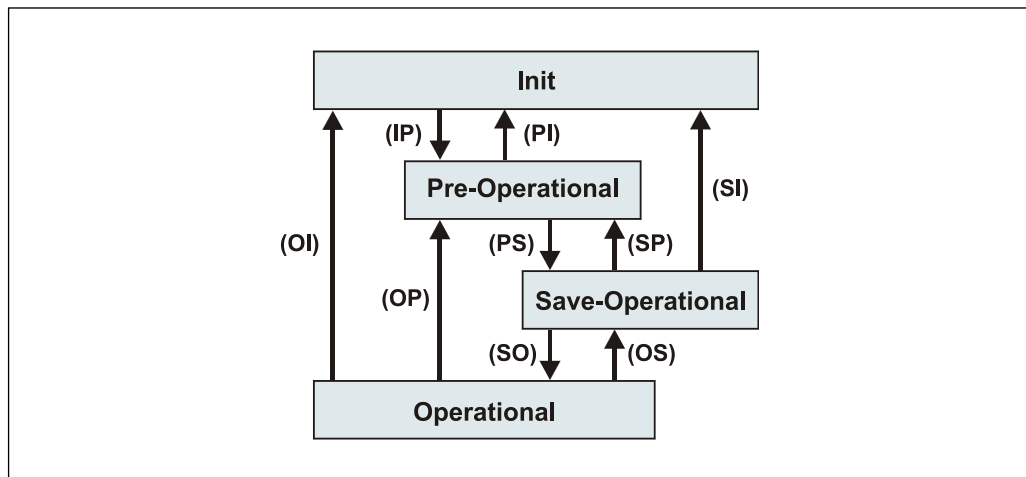 Init
(IP)
(PI)
Pre-Operational
(SI)
(OI)
(PS)
(SP)
(OP)
Save-Operational
(SO)
(OS)
Operational